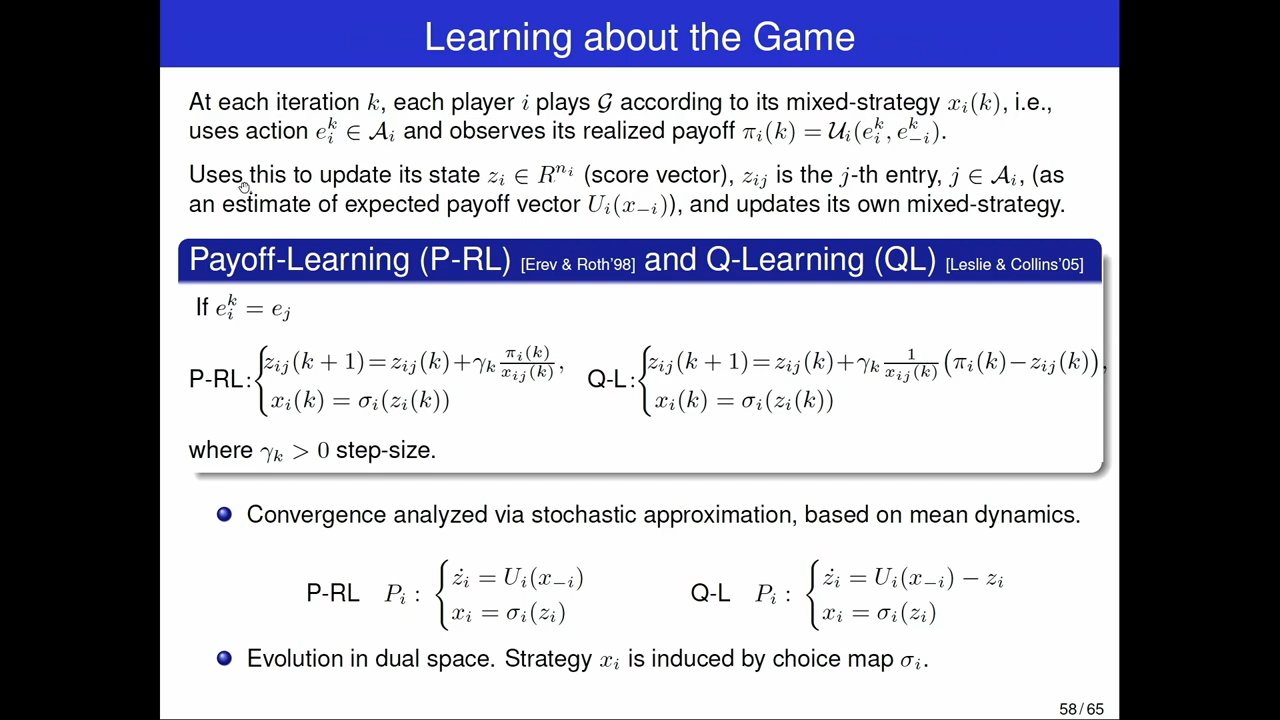 Learning about the Game
At each iteration k, each player i plays 𝒢 according to its mixed-strategy x_i(k), i.e.,
uses action e_i^k ∈ 𝒜_i and observes its realized payoff π_i(k) = 𝒰_i(e_i^k, e_{−i}^k).
Uses this to update its state z_i ∈ R^{n_i} (score vector), z_{ij} is the j-th entry, j ∈ 𝒜_i, (as
an estimate of expected payoff vector U_i(x_{−i})), and updates its own mixed-strategy.
Payoff-Learning (P-RL) [Erev & Roth'98] and Q-Learning (QL) [Leslie & Collins'05]
If e_i^k = e_j
P-RL: { z_{ij}(k + 1) = z_{ij}(k) + γ_k π_i(k)/x_{ij}(k),
x_i(k) = σ_i(z_i(k))
Q-L: { z_{ij}(k + 1) = z_{ij}(k) + γ_k 1/x_{ij}(k) (π_i(k) − z_{ij}(k)),
x_i(k) = σ_i(z_i(k))
where γ_k > 0 step-size.
Convergence analyzed via stochastic approximation, based on mean dynamics.
P-RL P_i : { ż_i = U_i(x_{−i})
x_i = σ_i(z_i)
Q-L P_i : { ż_i = U_i(x_{−i}) − z_i
x_i = σ_i(z_i)
Evolution in dual space. Strategy x_i is induced by choice map σ_i.
58 / 65